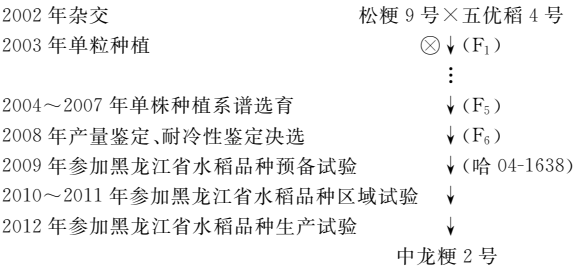 2002 年杂交 松粳 9 号×五优稻 4 号
2003 年单粒种植 ⊗↓(F₁)
⋮
2004～2007 年单株种植系谱选育 ↓(F₅)
2008 年产量鉴定、耐冷性鉴定决选 ↓(F₆)
2009 年参加黑龙江省水稻品种预备试验 ↓(哈 04-1638)
2010～2011 年参加黑龙江省水稻品种区域试验 ↓
2012 年参加黑龙江省水稻品种生产试验 ↓
中龙粳 2 号